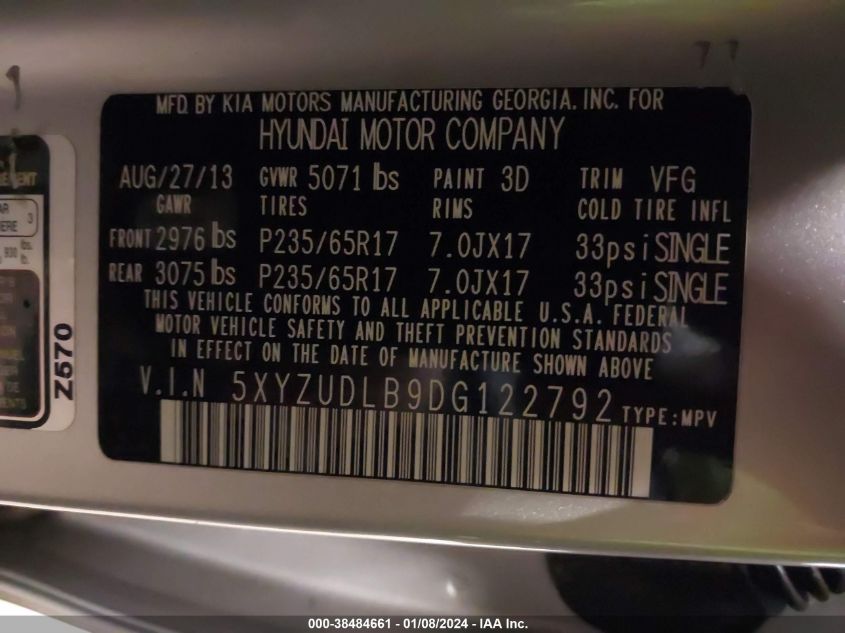 MFD. BY KIA MOTORS MANUFACTURING GEORGIA. INC. FOR
HYUNDAI MOTOR COMPANY
AUG/27/13 GVWR 5071 lbs PAINT 3D TRIM VFG
GAWR TIRES RIMS COLD TIRE INFL
FRONT 2976 lbs P235/65R17 7.0JX17 33psi SINGLE
REAR 3075 lbs P235/65R17 7.0JX17 33psi SINGLE
THIS VEHICLE CONFORMS TO ALL APPLICABLE U.S.A. FEDERAL
MOTOR VEHICLE SAFETY AND THEFT PREVENTION STANDARDS
IN EFFECT ON THE DATE OF MANUFACTURE SHOWN ABOVE
V.I.N 5XYZUDLB9DG122792 TYPE:MPV
Z570
3
930 lbs.
000-38484661 - 01/08/2024 - IAA Inc.